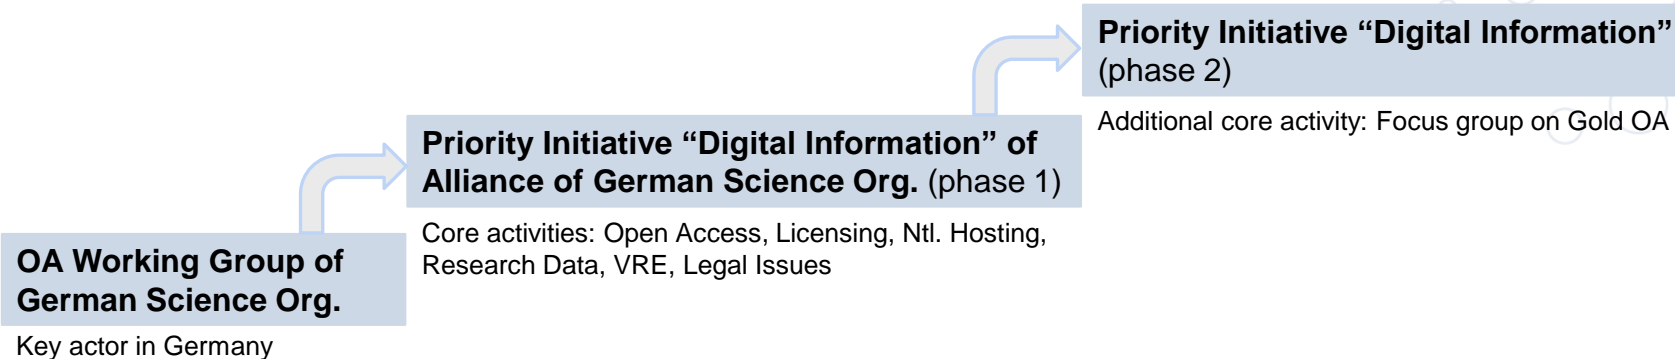 OA Working Group of
German Science Org.
Key actor in Germany
Priority Initiative “Digital Information” of
Alliance of German Science Org. (phase 1)
Core activities: Open Access, Licensing, Ntl. Hosting,
Research Data, VRE, Legal Issues
Priority Initiative “Digital Information”
(phase 2)
Additional core activity: Focus group on Gold OA